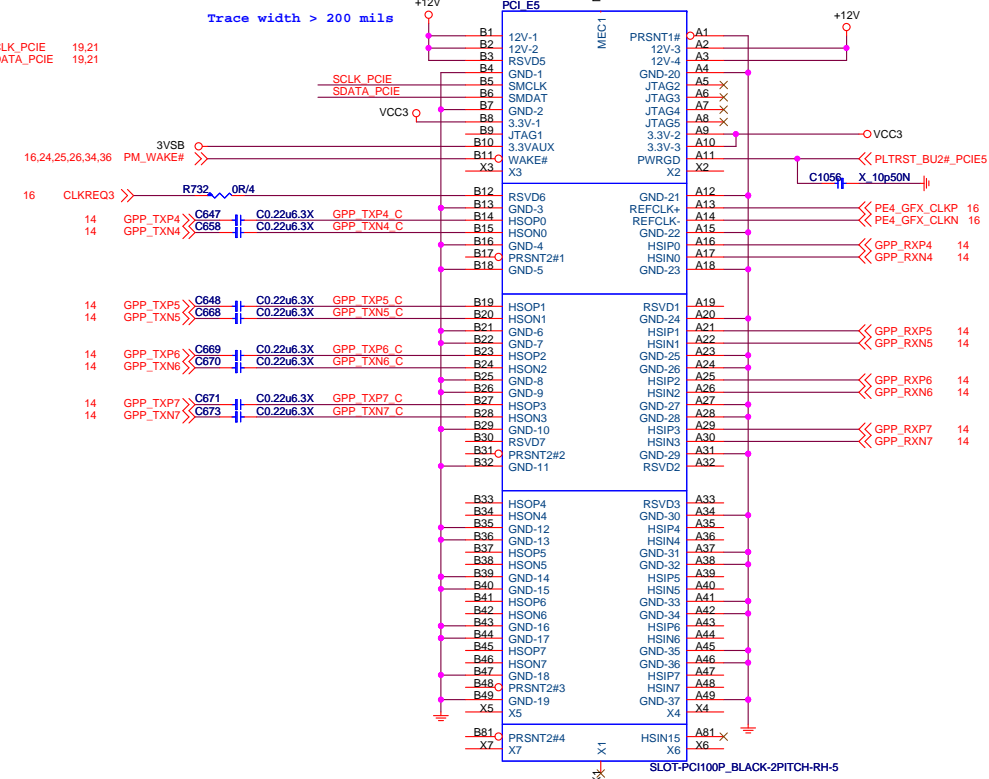 +12V
PCI_E5
Trace width > 200 mils
MEC1
+12V
LK_PCIE 19,21
ATA_PCIE 19,21
B1 12V-1 PRSNT1# A1
B2 12V-2 12V-3 A2
B3 RSVD5 12V-4 A3
B4 GND-1 GND-20 A4
SCLK_PCIE B5 SMCLK JTAG2 A5
SDATA_PCIE B6 SMDAT JTAG3 A6
B7 GND-2 JTAG4 A7
VCC3 B8 3.3V-1 JTAG5 A8
B9 JTAG1 3.3V-2 A9 VCC3
3VSB B10 3.3VAUX 3.3V-3 A10
16,24,25,26,34,36 PM_WAKE# B11 WAKE# PWRGD A11 PLTRST_BU2#_PCIE5
X3 X3 X2 X2
C1056 X_10p50N
16 CLKREQ3 R732 0R/4 B12 RSVD6 GND-21 A12
B13 GND-3 REFCLK+ A13 PE4_GFX_CLKP 16
14 GPP_TXP4 C647 C0.22u6.3X GPP_TXP4_C B14 HSOP0 REFCLK- A14 PE4_GFX_CLKN 16
14 GPP_TXN4 C658 C0.22u6.3X GPP_TXN4_C B15 HSON0 GND-22 A15
B16 GND-4 HSIP0 A16 GPP_RXP4 14
B17 PRSNT2#1 HSIN0 A17 GPP_RXN4 14
B18 GND-5 GND-23 A18
14 GPP_TXP5 C648 C0.22u6.3X GPP_TXP5_C B19 HSOP1 RSVD1 A19
14 GPP_TXN5 C668 C0.22u6.3X GPP_TXN5_C B20 HSON1 GND-24 A20
B21 GND-6 HSIP1 A21 GPP_RXP5 14
B22 GND-7 HSIN1 A22 GPP_RXN5 14
14 GPP_TXP6 C669 C0.22u6.3X GPP_TXP6_C B23 HSOP2 GND-25 A23
14 GPP_TXN6 C670 C0.22u6.3X GPP_TXN6_C B24 HSON2 GND-26 A24
B25 GND-8 HSIP2 A25 GPP_RXP6 14
B26 GND-9 HSIN2 A26 GPP_RXN6 14
14 GPP_TXP7 C671 C0.22u6.3X GPP_TXP7_C B27 HSOP3 GND-27 A27
14 GPP_TXN7 C673 C0.22u6.3X GPP_TXN7_C B28 HSON3 GND-28 A28
B29 GND-10 HSIP3 A29 GPP_RXP7 14
B30 RSVD7 HSIN3 A30 GPP_RXN7 14
B31 PRSNT2#2 GND-29 A31
B32 GND-11 RSVD2 A32
B33 HSOP4 RSVD3 A33
B34 HSON4 GND-30 A34
B35 GND-12 HSIP4 A35
B36 GND-13 HSIN4 A36
B37 HSOP5 GND-31 A37
B38 HSON5 GND-32 A38
B39 GND-14 HSIP5 A39
B40 GND-15 HSIN5 A40
B41 HSOP6 GND-33 A41
B42 HSON6 GND-34 A42
B43 GND-16 HSIP6 A43
B44 GND-17 HSIN6 A44
B45 HSOP7 GND-35 A45
B46 HSON7 GND-36 A46
B47 GND-18 HSIP7 A47
B48 PRSNT2#3 HSIN7 A48
B49 GND-19 GND-37 A49
X5 X5 X4 X4
B81 PRSNT2#4 HSIN15 A81
X7 X7 X1 X6 X6
SLOT-PCI100P_BLACK-2PITCH-RH-5